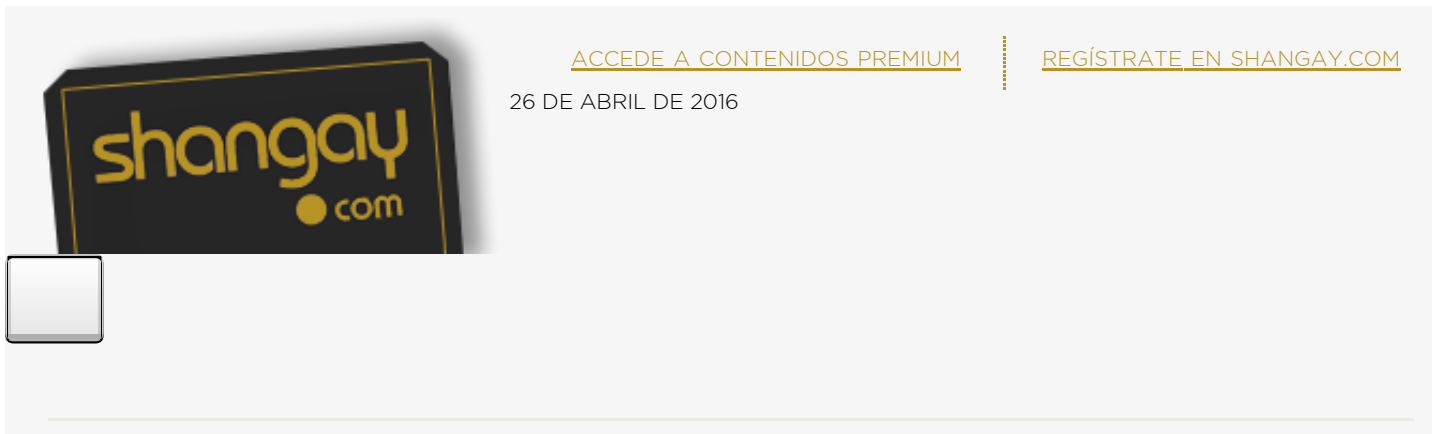 shangay
com
ACCEDE A CONTENIDOS PREMIUM
REGÍSTRATE EN SHANGAY.COM
26 DE ABRIL DE 2016